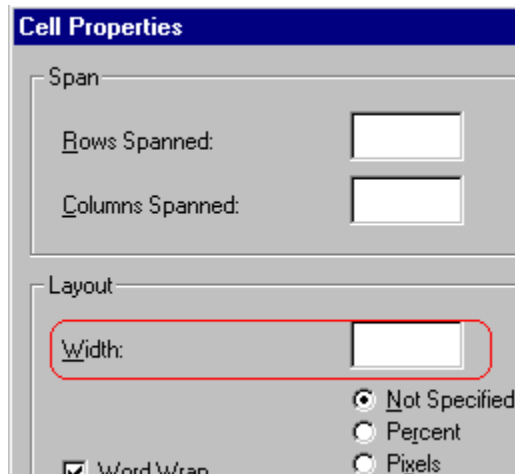 Cell Properties
Span
Rows Spanned:
Columns Spanned:
Layout
Width:
Not Specified
Percent
Pixels
Word Wrap